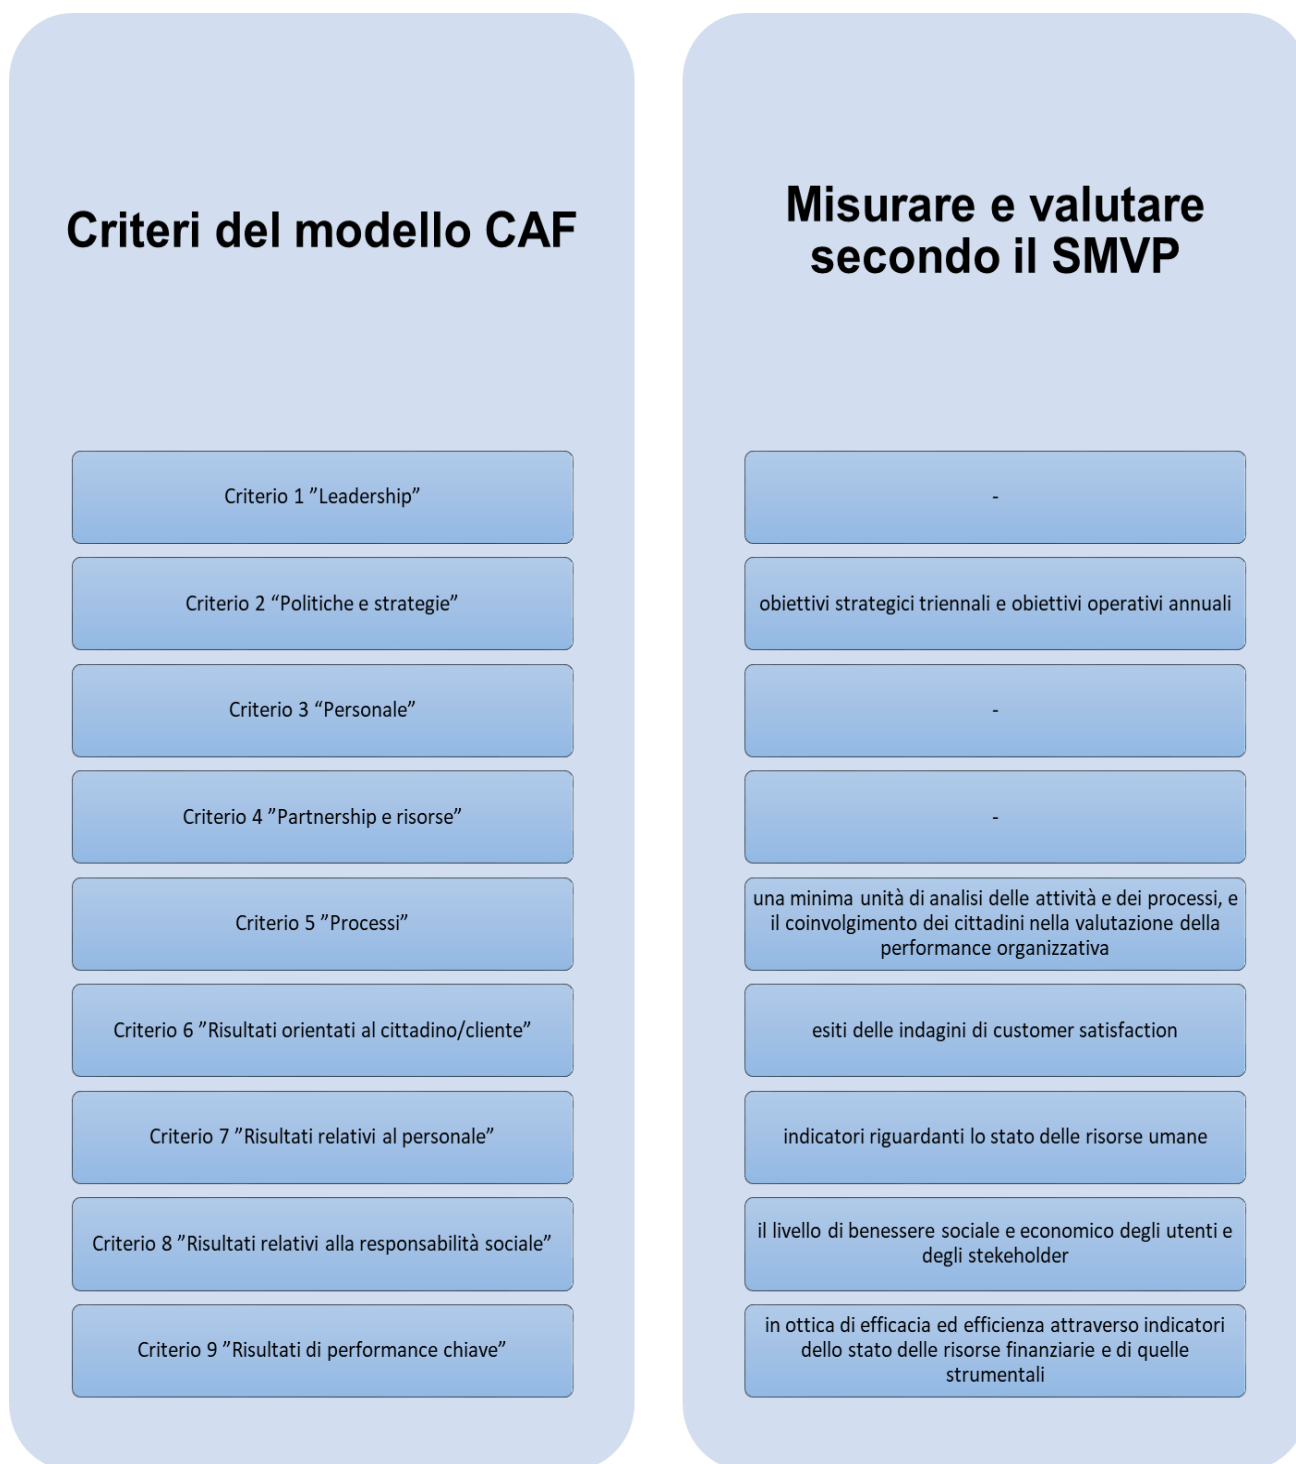 Criteri del modello CAF
Criterio 1 ”Leadership”
Criterio 2 “Politiche e strategie”
Criterio 3 “Personale”
Criterio 4 ”Partnership e risorse”
Criterio 5 ”Processi”
Criterio 6 ”Risultati orientati al cittadino/cliente”
Criterio 7 ”Risultati relativi al personale”
Criterio 8 ”Risultati relativi alla responsabilità sociale”
Criterio 9 ”Risultati di performance chiave”
Misurare e valutare
secondo il SMVP
-
obiettivi strategici triennali e obiettivi operativi annuali
-
-
una minima unità di analisi delle attività e dei processi, e
il coinvolgimento dei cittadini nella valutazione della
performance organizzativa
esiti delle indagini di customer satisfaction
indicatori riguardanti lo stato delle risorse umane
il livello di benessere sociale e economico degli utenti e
degli stekeholder
in ottica di efficacia ed efficienza attraverso indicatori
dello stato delle risorse finanziarie e di quelle
strumentali